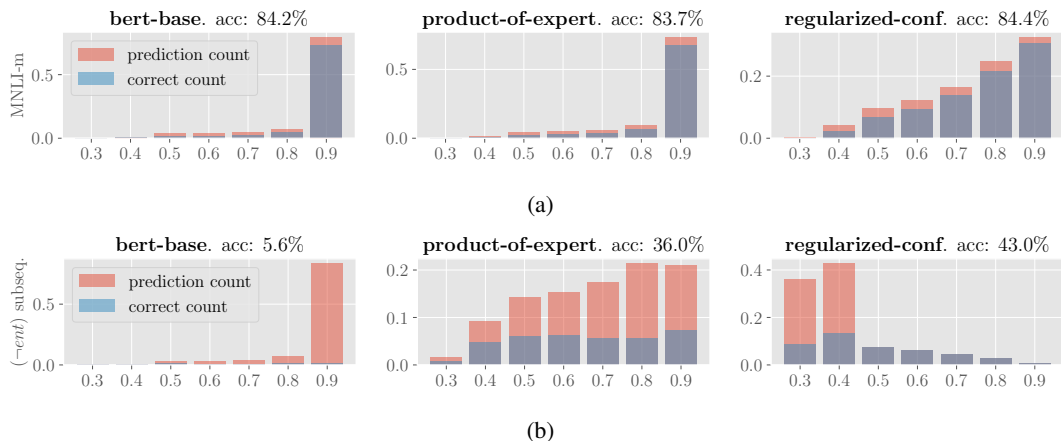 bert-base. acc: 84.2%
product-of-expert. acc: 83.7%
regularized-conf. acc: 84.4%
MNLI-m
0.5
0.0
prediction count
correct count
0.3 0.4 0.5 0.6 0.7 0.8 0.9
0.5
0.0
0.3 0.4 0.5 0.6 0.7 0.8 0.9
0.2
0.0
0.3 0.4 0.5 0.6 0.7 0.8 0.9
(a)
bert-base. acc: 5.6%
product-of-expert. acc: 36.0%
regularized-conf. acc: 43.0%
(¬ent) subseq.
0.5
0.0
prediction count
correct count
0.3 0.4 0.5 0.6 0.7 0.8 0.9
0.2
0.1
0.0
0.3 0.4 0.5 0.6 0.7 0.8 0.9
0.4
0.2
0.0
0.3 0.4 0.5 0.6 0.7 0.8 0.9
(b)